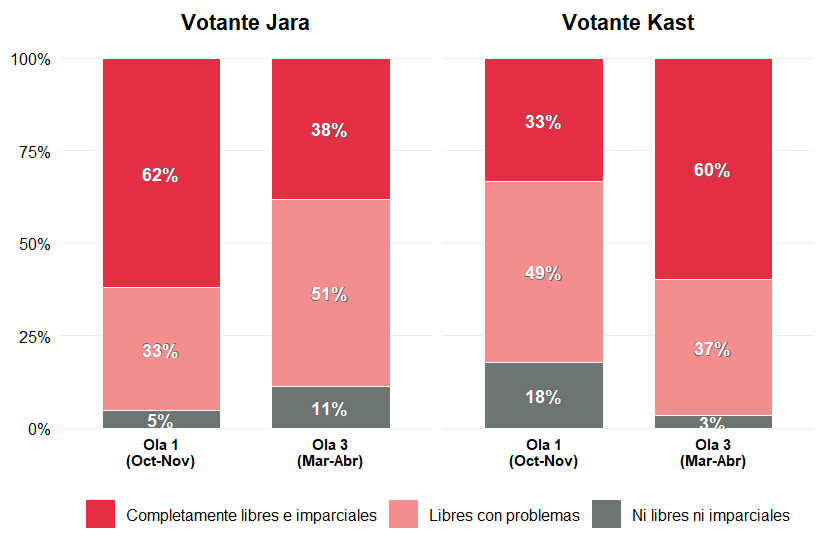 Votante Jara
Votante Kast
100%
75%
50%
25%
0%
62%
33%
5%
38%
51%
11%
33%
49%
18%
60%
37%
3%
Ola 1
(Oct-Nov)
Ola 3
(Mar-Abr)
Ola 1
(Oct-Nov)
Ola 3
(Mar-Abr)
Completamente libres e imparciales
Libres con problemas
Ni libres ni imparciales